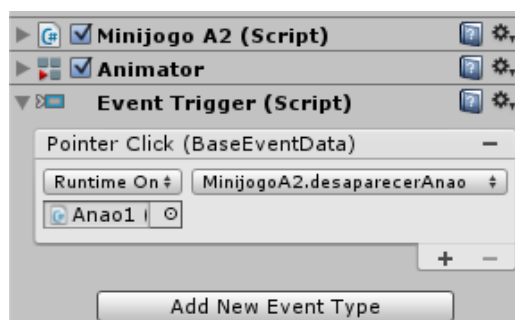 Minijogo A2 (Script)
Animator
Event Trigger (Script)
Pointer Click (BaseEventData)
Runtime On MinijogoA2.desaparecerAnao
Anao1 (
Add New Event Type